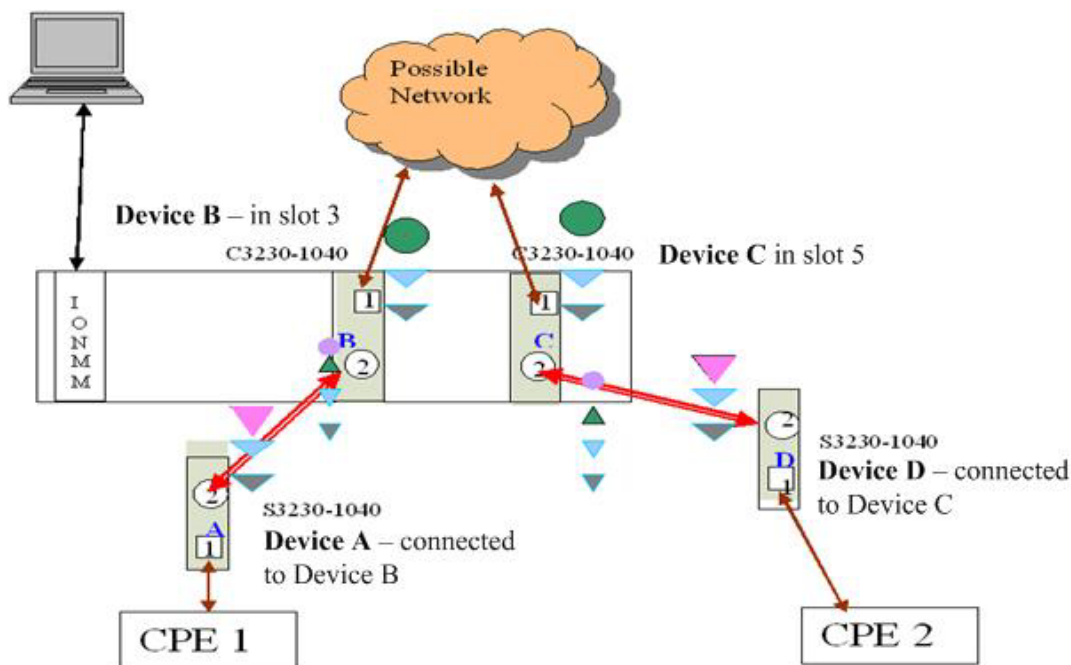 Possible
Network
Device B – in slot 3
C3230-1040
C3230-1040
Device C in slot 5
I
O
N
M
M
1
B
2
1
C
2
2
D
1
S3230-1040
Device D – connected
to Device C
2
A
1
S3230-1040
Device A – connected
to Device B
CPE 1
CPE 2